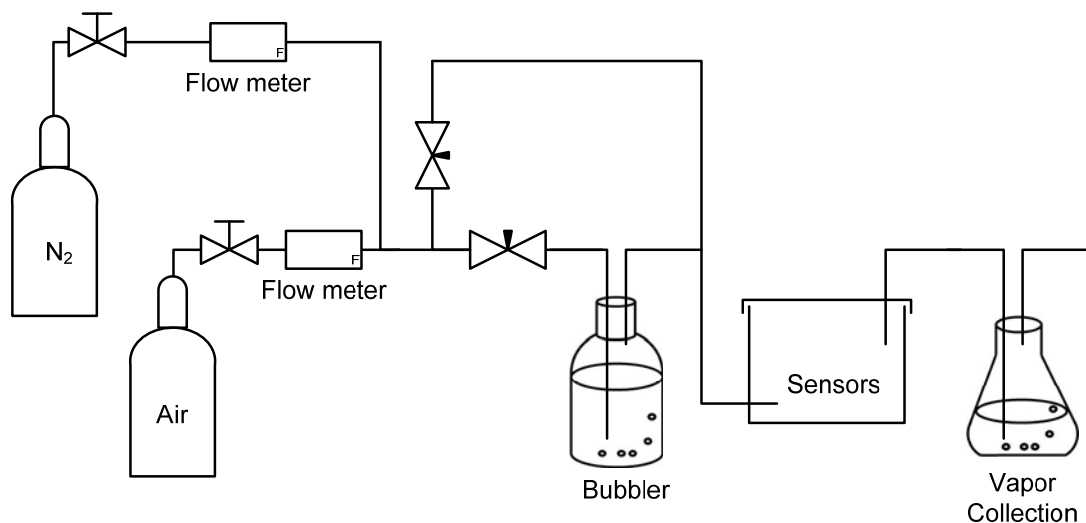 F
Flow meter
N2
F
Flow meter
Air
Sensors
Bubbler
Vapor
Collection